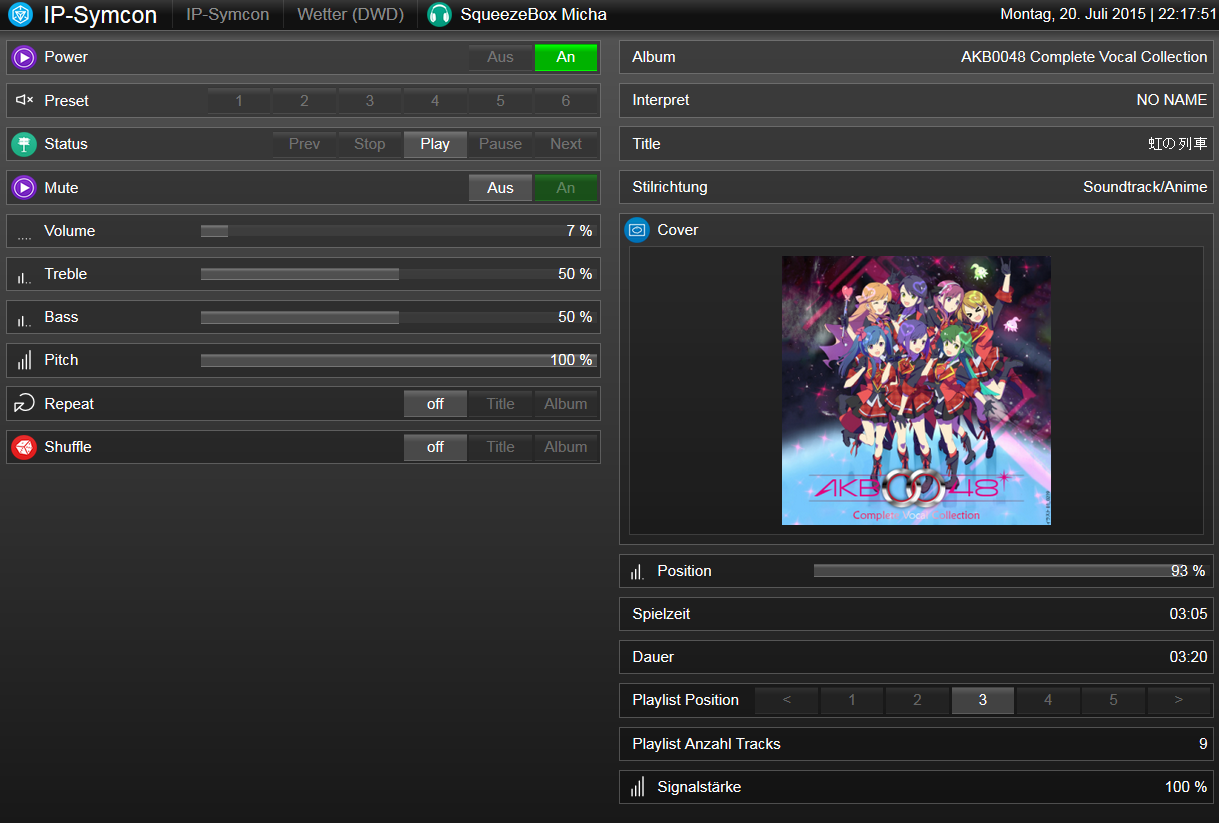 IP-Symcon IP-Symcon Wetter (DWD) SqueezeBox Micha Montag, 20. Juli 2015 | 22:17:51
Power Aus An
Preset 1 2 3 4 5 6
Status Prev Stop Play Pause Next
Mute Aus An
Volume 7 %
Treble 50 %
Bass 50 %
Pitch 100 %
Repeat off Title Album
Shuffle off Title Album
Album AKB0048 Complete Vocal Collection
Interpret NO NAME
Title 虹の列車
Stilrichtung Soundtrack/Anime
Cover
AKB0048
Complete Vocal Collection
Position 93 %
Spielzeit 03:05
Dauer 03:20
Playlist Position < 1 2 3 4 5 >
Playlist Anzahl Tracks 9
Signalstärke 100 %